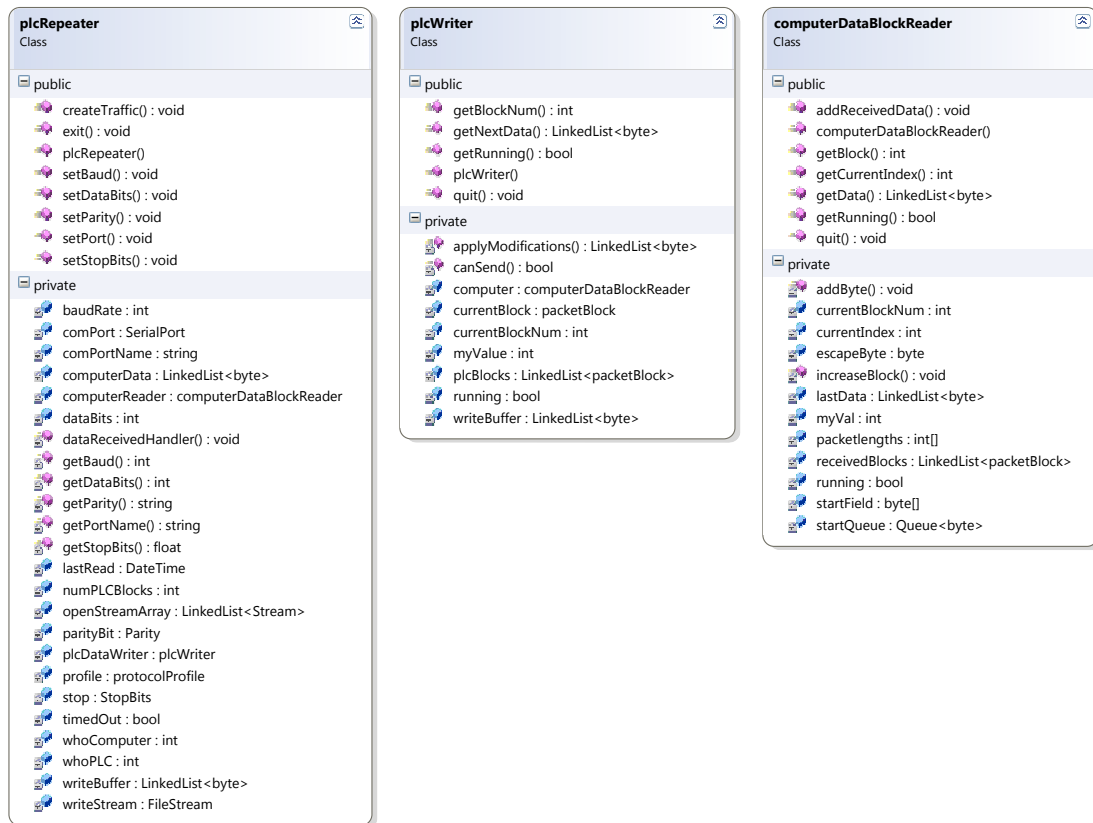 plcRepeater
Class
public
createTraffic() : void
exit() : void
plcRepeater()
setBaud() : void
setDataBits() : void
setParity() : void
setPort() : void
setStopBits() : void
private
baudRate : int
comPort : SerialPort
comPortName : string
computerData : LinkedList<byte>
computerReader : computerDataBlockReader
dataBits : int
dataReceivedHandler() : void
getBaud() : int
getDataBits() : int
getParity() : string
getPortName() : string
getStopBits() : float
lastRead : DateTime
numPLCBlocks : int
openStreamArray : LinkedList<Stream>
parityBit : Parity
plcDataWriter : plcWriter
profile : protocolProfile
stop : StopBits
timedOut : bool
whoComputer : int
whoPLC : int
writeBuffer : LinkedList<byte>
writeStream : FileStream
plcWriter
Class
public
getBlockNum() : int
getNextData() : LinkedList<byte>
getRunning() : bool
plcWriter()
quit() : void
private
applyModifications() : LinkedList<byte>
canSend() : bool
computer : computerDataBlockReader
currentBlock : packetBlock
currentBlockNum : int
myValue : int
plcBlocks : LinkedList<packetBlock>
running : bool
writeBuffer : LinkedList<byte>
computerDataBlockReader
Class
public
addReceivedData() : void
computerDataBlockReader()
getBlock() : int
getCurrentIndex() : int
getData() : LinkedList<byte>
getRunning() : bool
quit() : void
private
addByte() : void
currentBlockNum : int
currentIndex : int
escapeByte : byte
increaseBlock() : void
lastData : LinkedList<byte>
myVal : int
packetlengths : int[]
receivedBlocks : LinkedList<packetBlock>
running : bool
startField : byte[]
startQueue : Queue<byte>